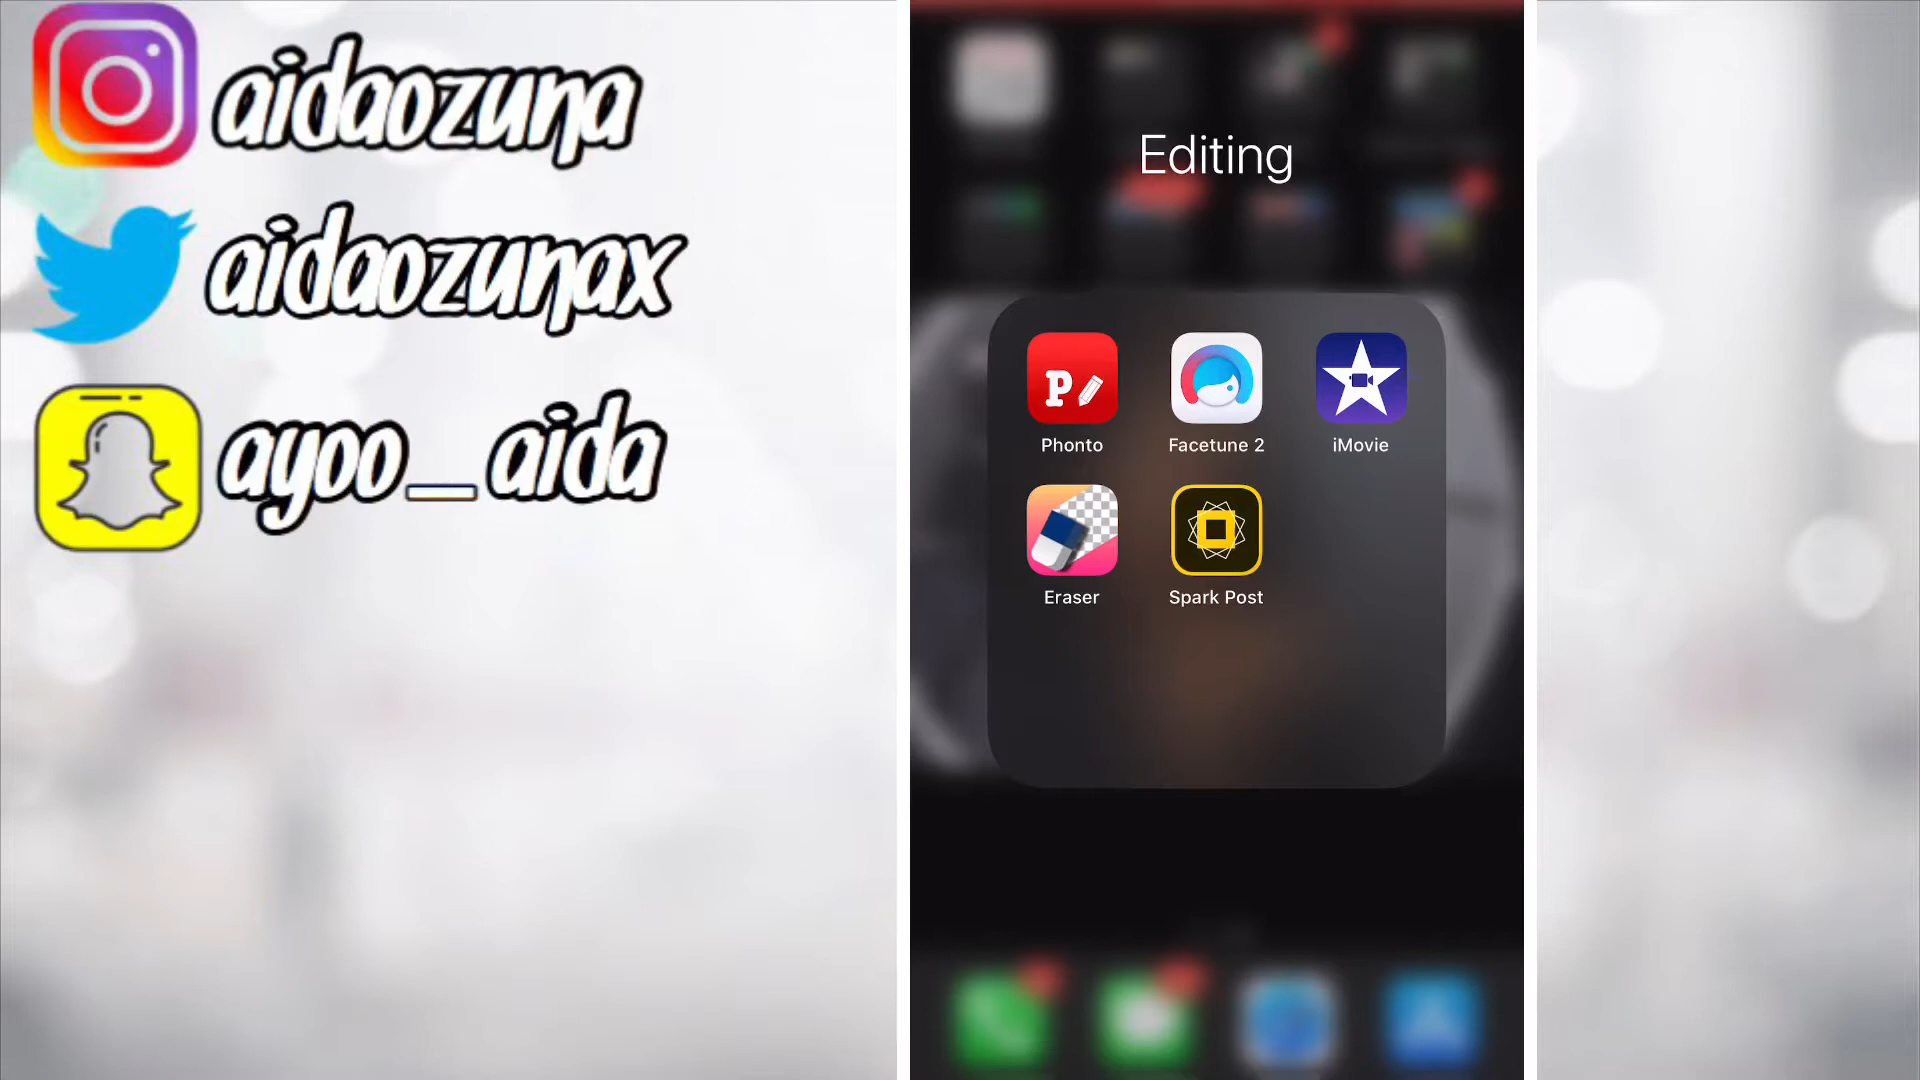 aidaozuna
aidaozunax
ayoo_aida
Editing
Phonto
Facetune 2
iMovie
Eraser
Spark Post